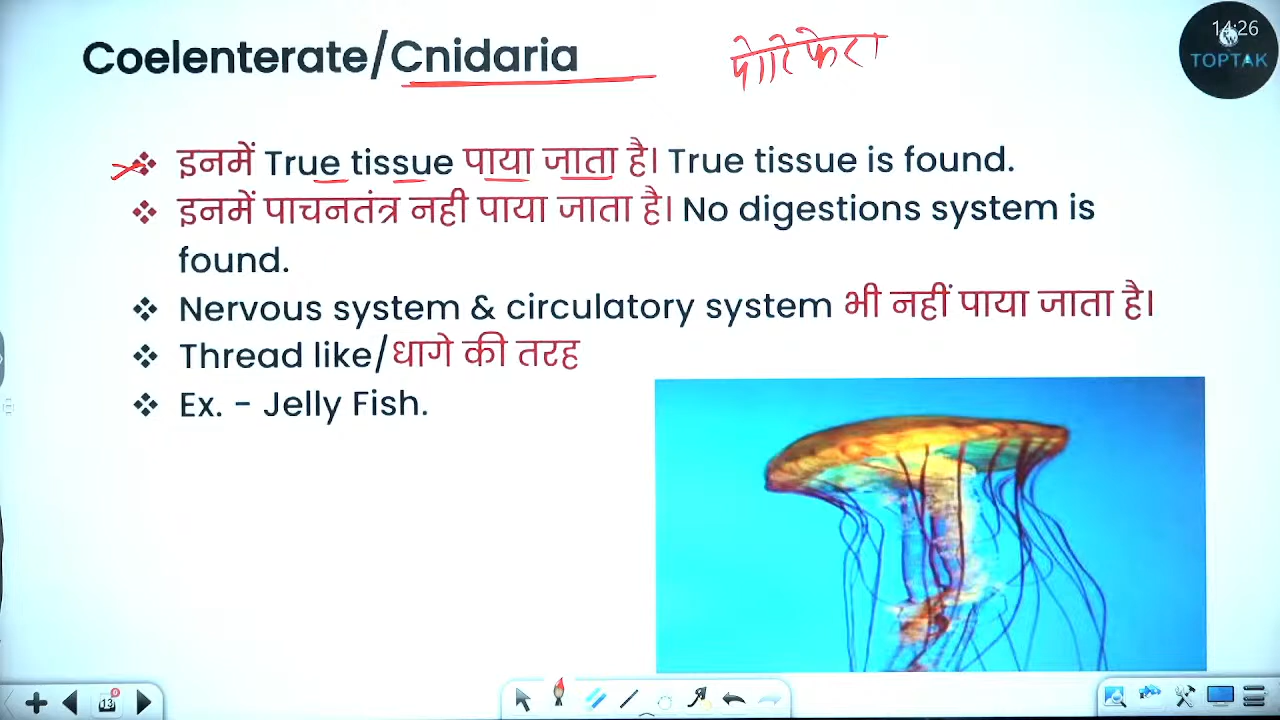 Coelenterate/Cnidaria
पोरिफेरा
14:26
TOPTAK
इनमें True tissue पाया जाता है। True tissue is found.
इनमें पाचनतंत्र नही पाया जाता है। No digestions system is
found.
Nervous system & circulatory system भी नहीं पाया जाता है।
Thread like/धागे की तरह
Ex. - Jelly Fish.
13